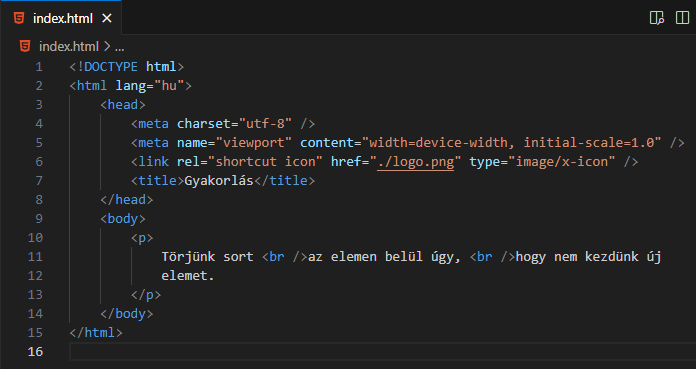 index.html
index.html > ...
1 <!DOCTYPE html>
2 <html lang="hu">
3 <head>
4 <meta charset="utf-8" />
5 <meta name="viewport" content="width=device-width, initial-scale=1.0" />
6 <link rel="shortcut icon" href="./logo.png" type="image/x-icon" />
7 <title>Gyakorlás</title>
8 </head>
9 <body>
10 <p>
11 Törjünk sort <br />az elemen belül úgy, <br />hogy nem kezdünk új
12 elemet.
13 </p>
14 </body>
15 </html>
16